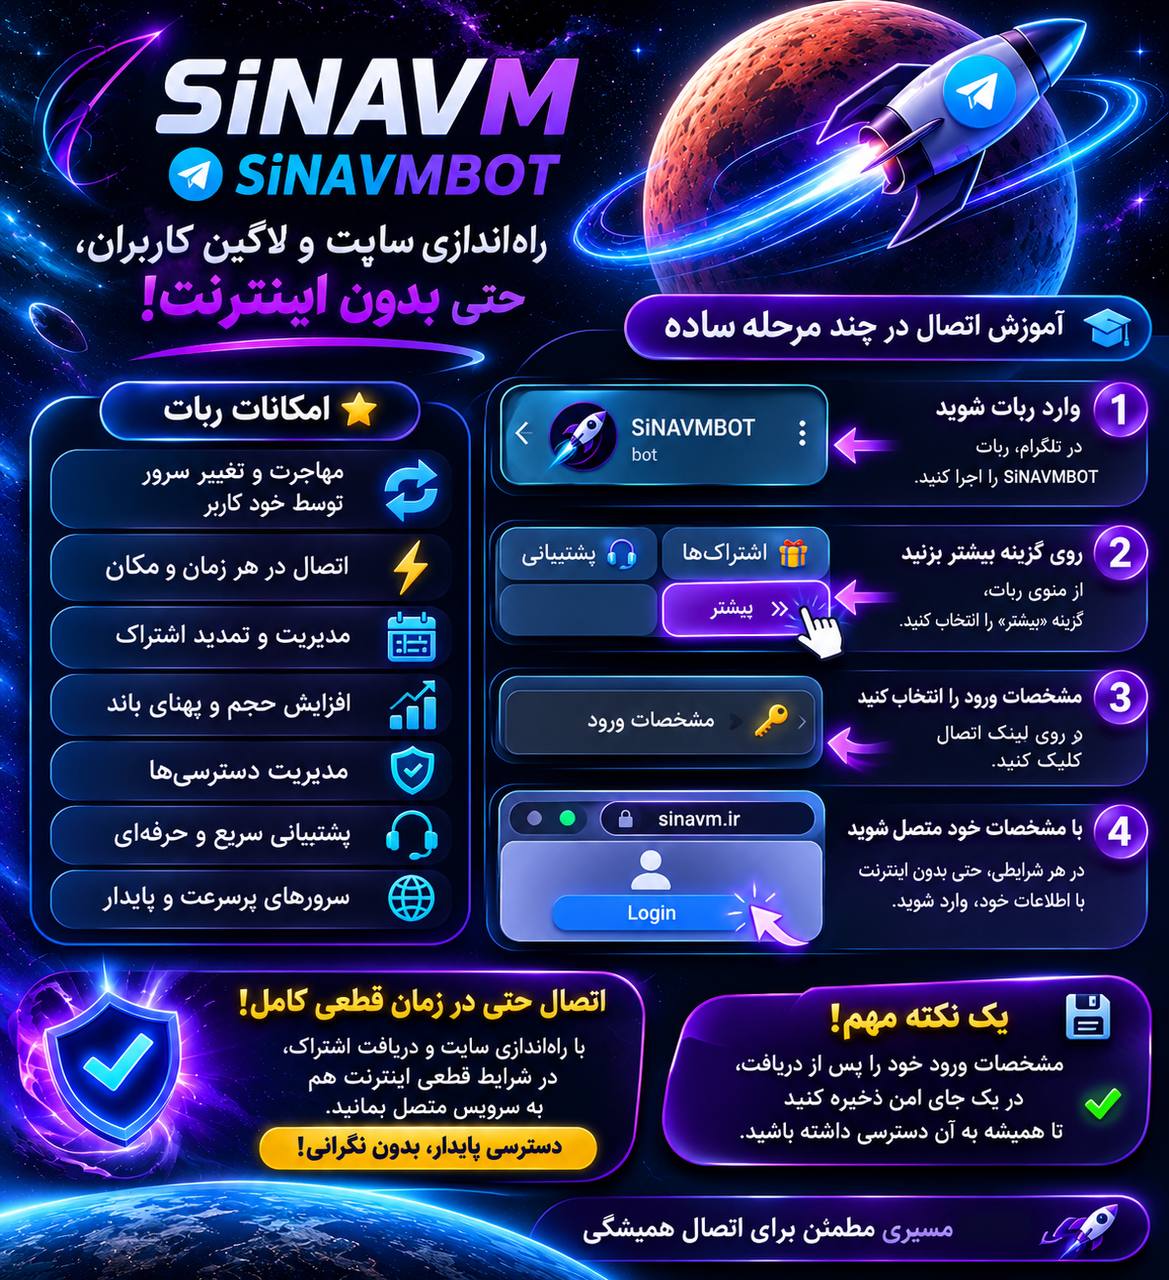 SiNAVM
SiNAVMBOT
راه‌اندازی سایت و لاگین کاربران،
حتی بدون اینترنت!
آموزش اتصال در چند مرحله ساده
1
وارد ربات شوید
در تلگرام، ربات
SiNAVMBOT را اجرا کنید.
SiNAVMBOT
bot
2
روی گزینه بیشتر بزنید
از منوی ربات،
گزینه «بیشتر» را انتخاب کنید.
اشتراک‌ها
پشتیبانی
بیشتر
3
مشخصات ورود را انتخاب کنید
و روی لینک اتصال
کلیک کنید.
مشخصات ورود
4
با مشخصات خود متصل شوید
در هر شرایطی، حتی بدون اینترنت
با اطلاعات خود، وارد شوید.
sinavm.ir
Login
امکانات ربات
مهاجرت و تغییر سرور
توسط خود کاربر
اتصال در هر زمان و مکان
مدیریت و تمدید اشتراک
افزایش حجم و پهنای باند
مدیریت دسترسی‌ها
پشتیبانی سریع و حرفه‌ای
سرورهای پرسرعت و پایدار
یک نکته مهم!
مشخصات ورود خود را پس از دریافت،
در یک جای امن ذخیره کنید
تا همیشه به آن دسترسی داشته باشید.
اتصال حتی در زمان قطعی کامل!
با راه‌اندازی سایت و دریافت اشتراک،
در شرایط قطعی اینترنت هم
به سرویس متصل بمانید.
دسترسی پایدار، بدون نگرانی!
مسیری مطمئن برای اتصال همیشگی